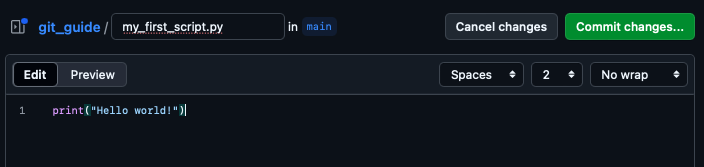 git_guide / my_first_script.py in main Cancel changes Commit changes...
Edit Preview Spaces 2 No wrap
1 print("Hello world!")